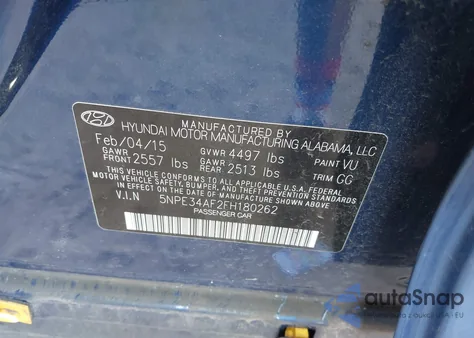 MANUFACTURED BY
HYUNDAI MOTOR MANUFACTURING ALABAMA, LLC
Feb/04/15 GVWR 4497 lbs PAINT VU
GAWR FRONT 2557 lbs GAWR REAR 2513 lbs TRIM GG
THIS VEHICLE CONFORMS TO ALL APPLICABLE U.S.A. FEDERAL
MOTOR VEHICLE SAFETY, BUMPER, AND THEFT PREVENTION STANDARDS
IN EFFECT ON THE DATE OF MANUFACTURE SHOWN ABOVE.
V.I.N 5NPE34AF2FH180262
PASSENGER CAR
autoSnap